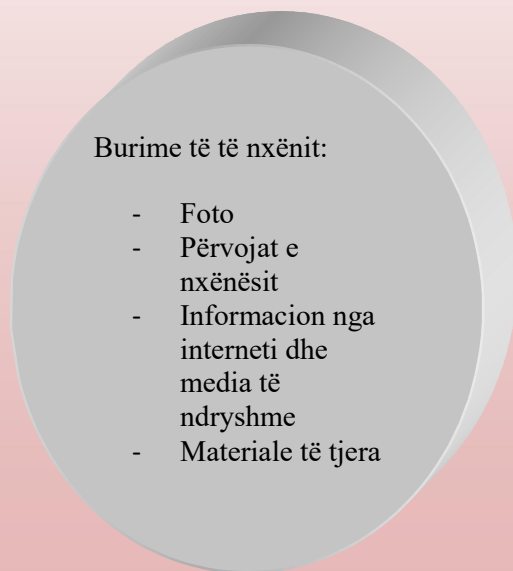 Burime të të nxënit:
- Foto
- Përvojat e
nxënësit
- Informacion nga
interneti dhe
media të
ndryshme
- Materiale të tjera